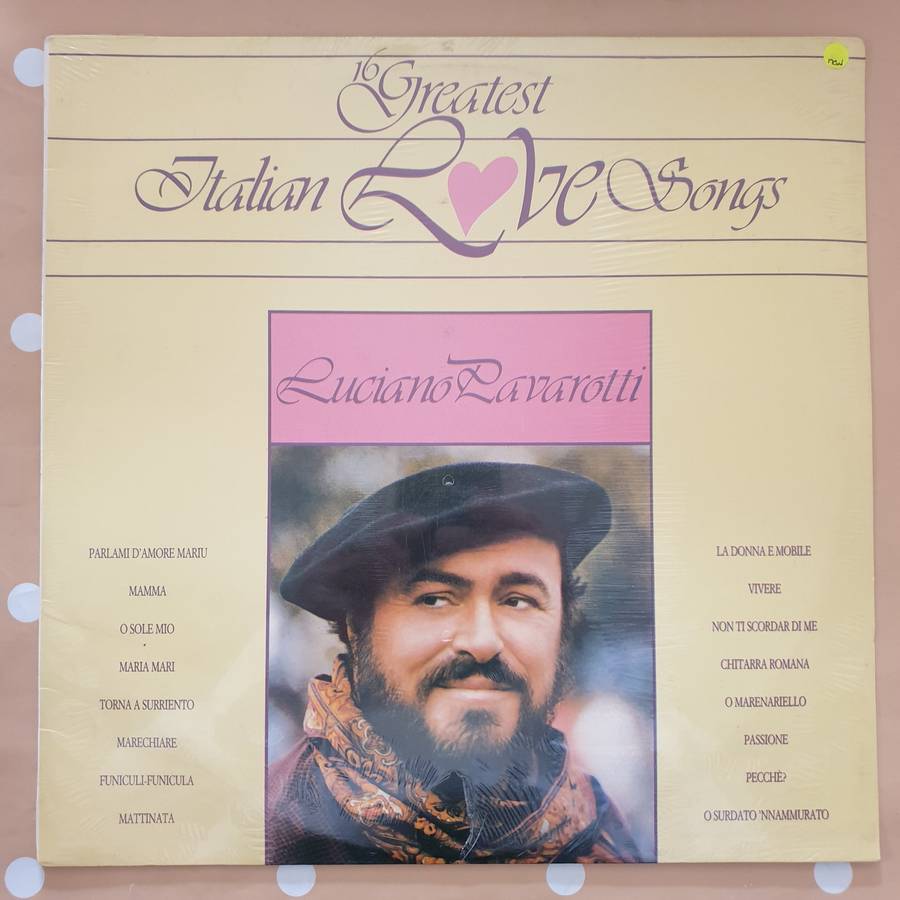 new
16 Greatest
Italian Love Songs
Luciano Pavarotti
PARLAMI D'AMORE MARIU
MAMMA
O SOLE MIO
MARIA MARI
TORNA A SURRIENTO
MARECHIARE
FUNICULI-FUNICULA
MATTINATA
LA DONNA E MOBILE
VIVERE
NON TI SCORDAR DI ME
CHITARRA ROMANA
O MARENARIELLO
PASSIONE
PECCHÈ?
O SURDATO 'NNAMMURATO